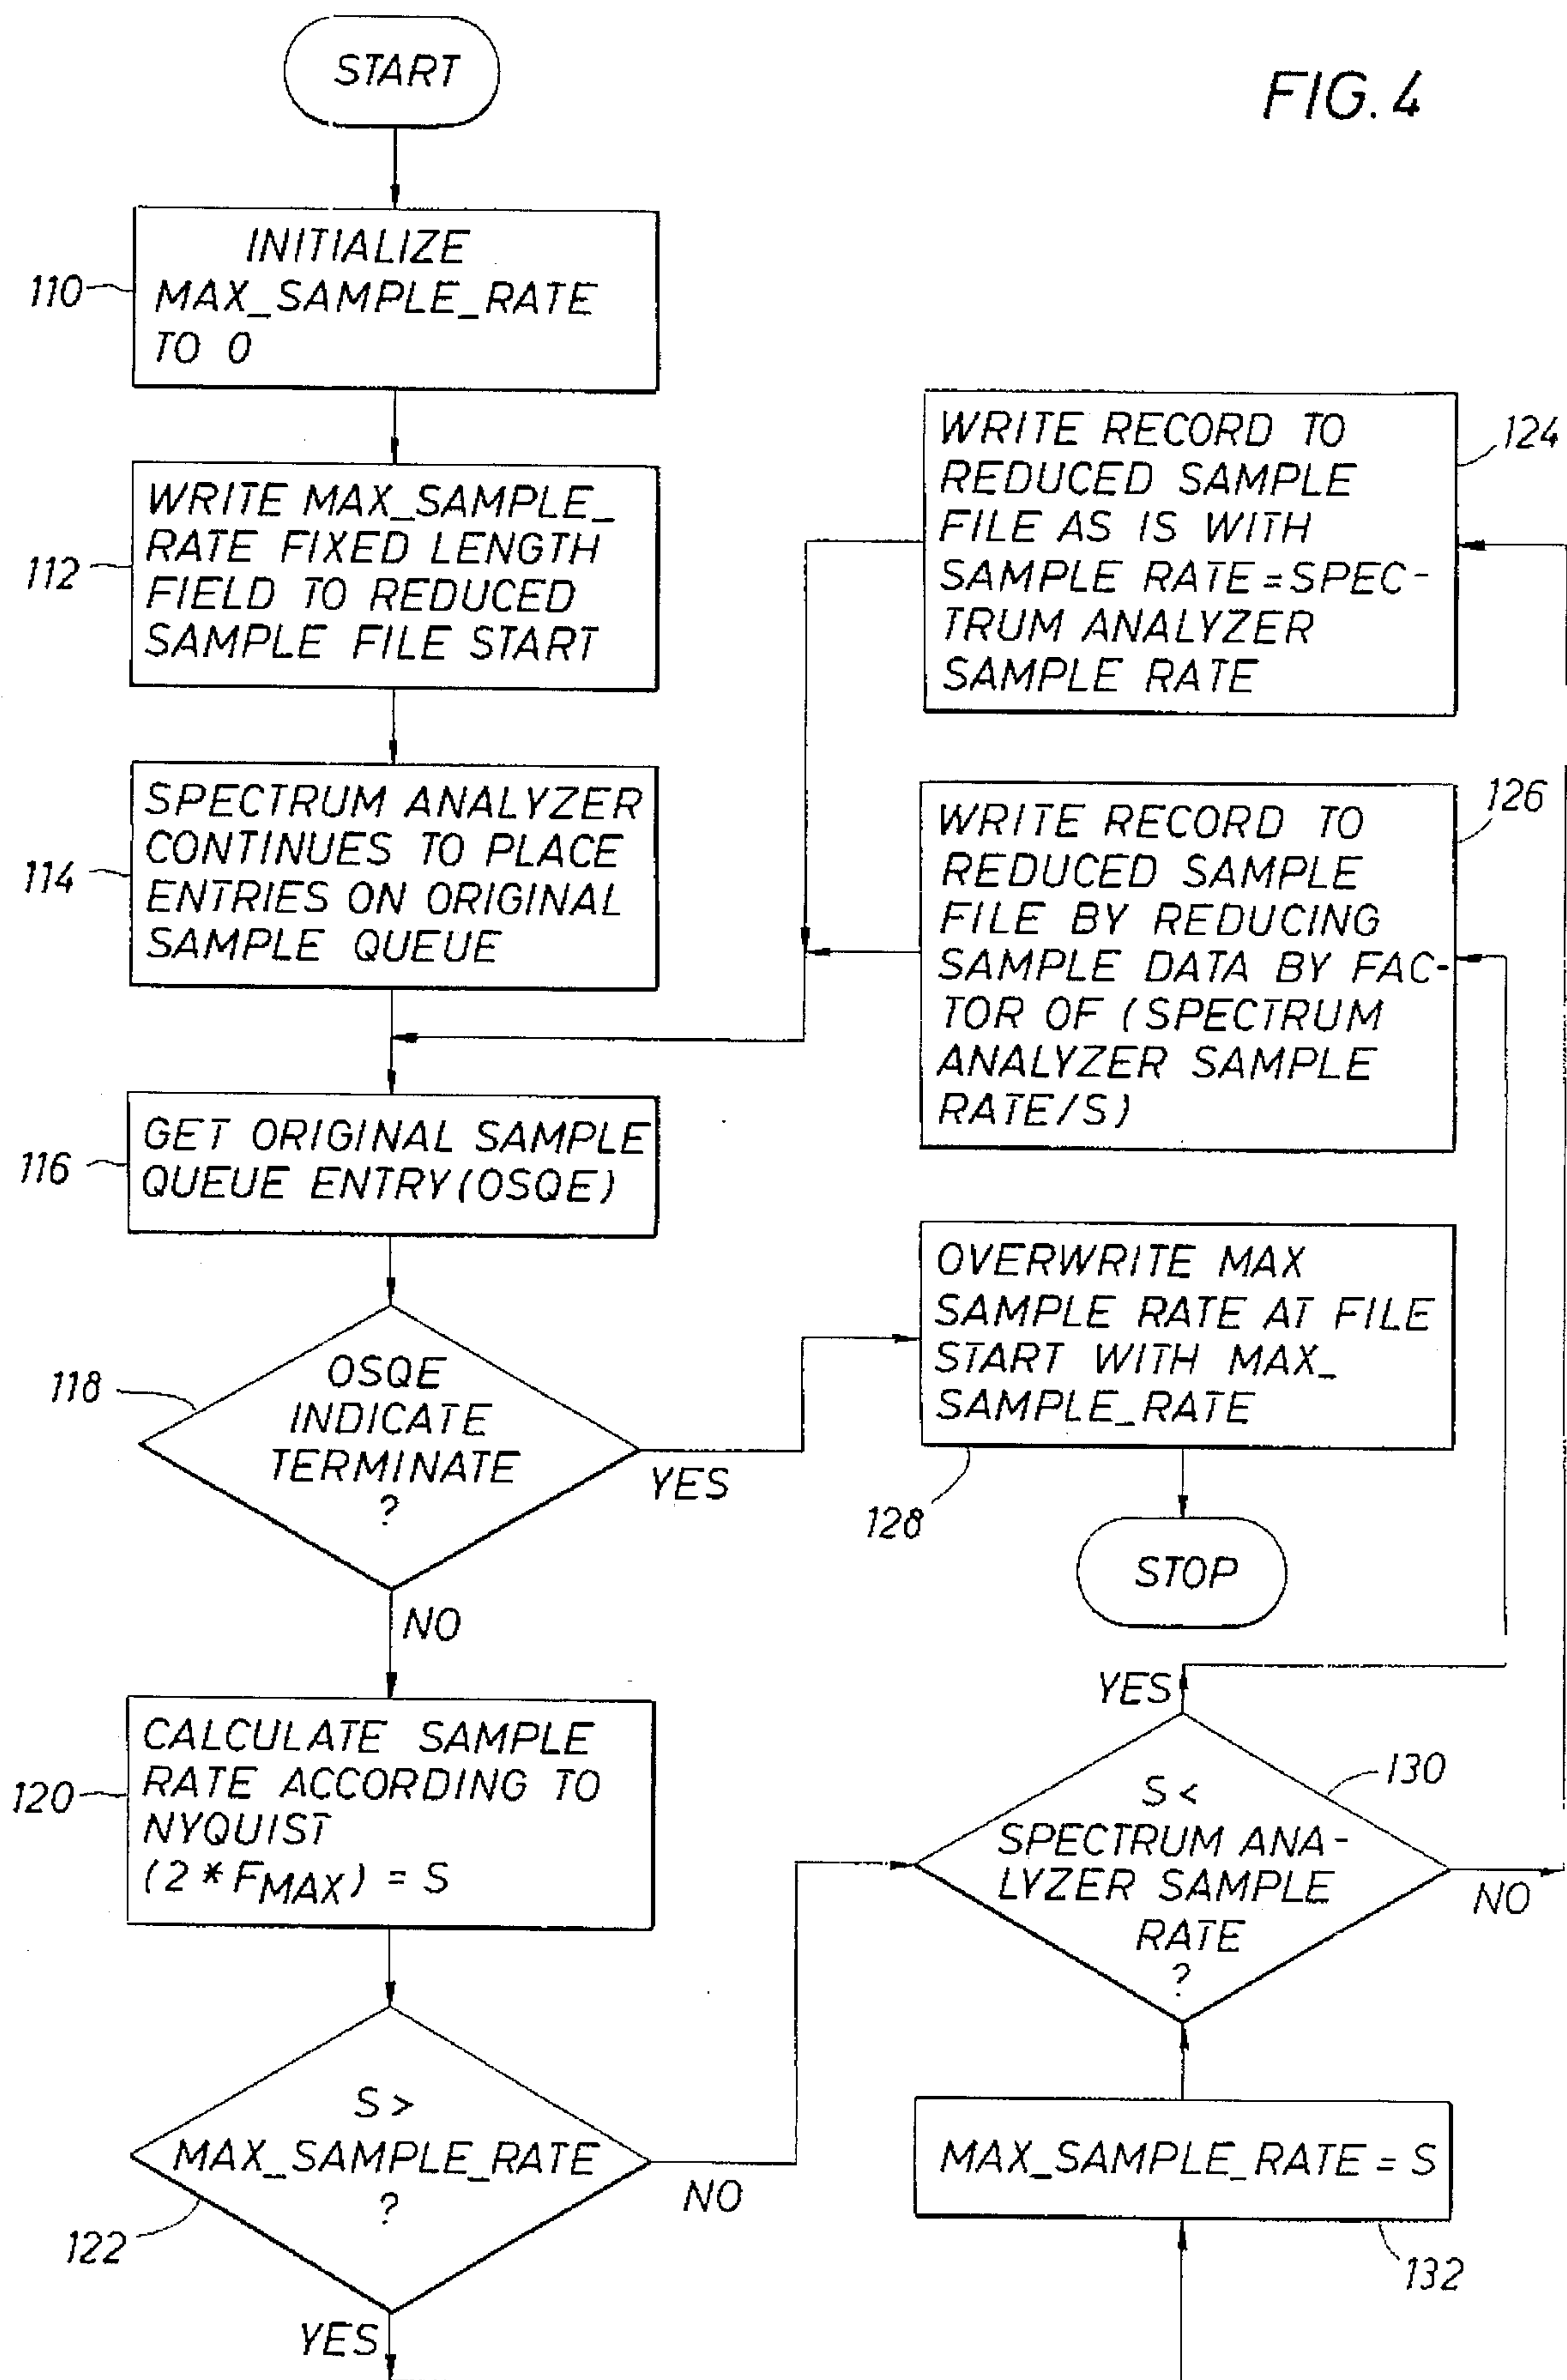 FIG. 4
START
110
INITIALIZE
MAX_SAMPLE_RATE
TO 0
112
WRITE MAX_SAMPLE_
RATE FIXED LENGTH
FIELD TO REDUCED
SAMPLE FILE START
114
SPECTRUM ANALYZER
CONTINUES TO PLACE
ENTRIES ON ORIGINAL
SAMPLE QUEUE
116
GET ORIGINAL SAMPLE
QUEUE ENTRY (OSQE)
118
OSQE
INDICATE
TERMINATE
?
YES
NO
120
CALCULATE SAMPLE
RATE ACCORDING TO
NYQUIST
(2 * FMAX) = S
122
S >
MAX_SAMPLE_RATE
?
NO
YES
124
WRITE RECORD TO
REDUCED SAMPLE
FILE AS IS WITH
SAMPLE RATE = SPEC-
TRUM ANALYZER
SAMPLE RATE
126
WRITE RECORD TO
REDUCED SAMPLE
FILE BY REDUCING
SAMPLE DATA BY FAC-
TOR OF (SPECTRUM
ANALYZER SAMPLE
RATE/S)
OVERWRITE MAX
SAMPLE RATE AT FILE
START WITH MAX_
SAMPLE_RATE
128
STOP
YES
130
S <
SPECTRUM ANA-
LYZER SAMPLE
RATE
?
NO
MAX_SAMPLE_RATE = S
132